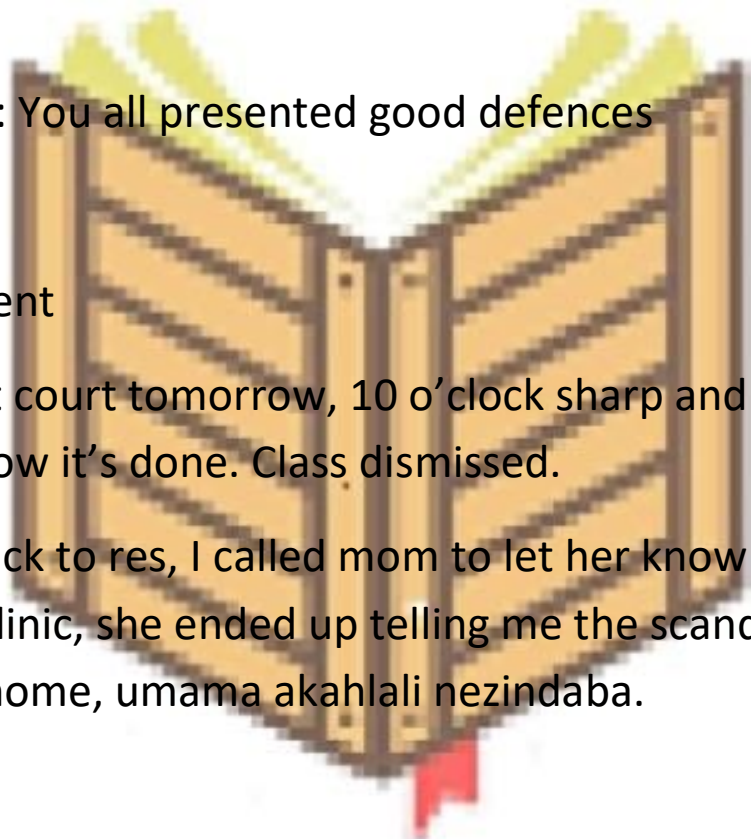 : You all presented good defences
ent
t court tomorrow, 10 o’clock sharp and
ow it’s done. Class dismissed.
ck to res, I called mom to let her know
linic, she ended up telling me the scand
home, umama akahlali nezindaba.